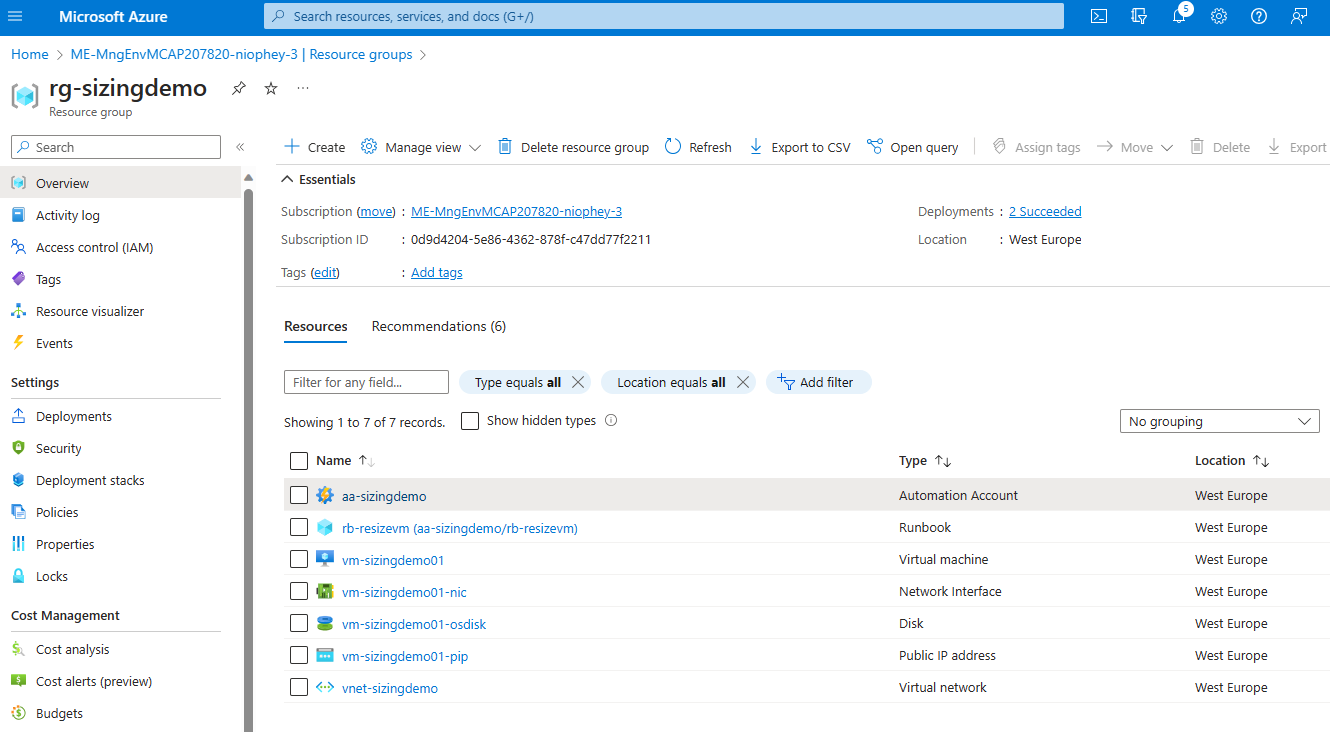 Microsoft Azure
Search resources, services, and docs (G+/)
5
Home > ME-MngEnvMCAP207820-niophey-3 | Resource groups >
rg-sizingdemo
Resource group
Search
«
Create Manage view Delete resource group Refresh Export to CSV Open query Assign tags Move Delete Export
Overview
Activity log
Access control (IAM)
Tags
Resource visualizer
Events
Settings
Deployments
Security
Deployment stacks
Policies
Properties
Locks
Cost Management
Cost analysis
Cost alerts (preview)
Budgets
Essentials
Subscription (move) : ME-MngEnvMCAP207820-niophey-3
Subscription ID : 0d9d4204-5e86-4362-878f-c47dd77f2211
Tags (edit) : Add tags
Deployments : 2 Succeeded
Location : West Europe
Resources Recommendations (6)
Filter for any field... Type equals all Location equals all Add filter
Showing 1 to 7 of 7 records. Show hidden types No grouping
Name Type Location
aa-sizingdemo Automation Account West Europe
rb-resizevm (aa-sizingdemo/rb-resizevm) Runbook West Europe
vm-sizingdemo01 Virtual machine West Europe
vm-sizingdemo01-nic Network Interface West Europe
vm-sizingdemo01-osdisk Disk West Europe
vm-sizingdemo01-pip Public IP address West Europe
vnet-sizingdemo Virtual network West Europe